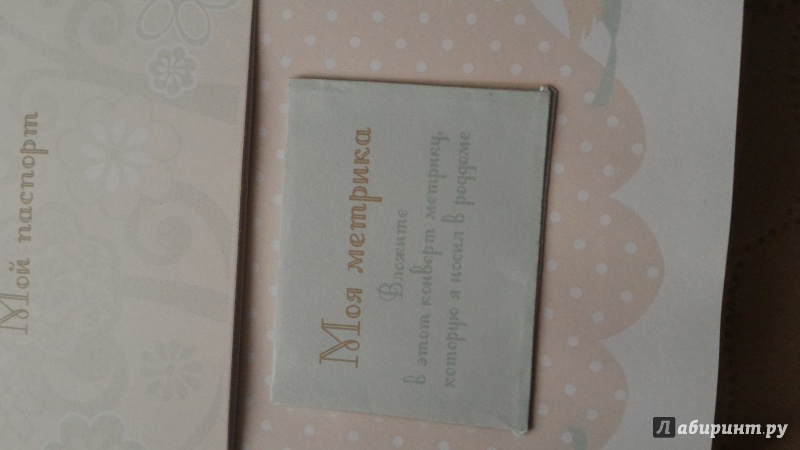 Мой паспорт
Моя метрика
Вложите
в этот конверт метрику,
которую я носил в роддоме
Лабиринт.ру